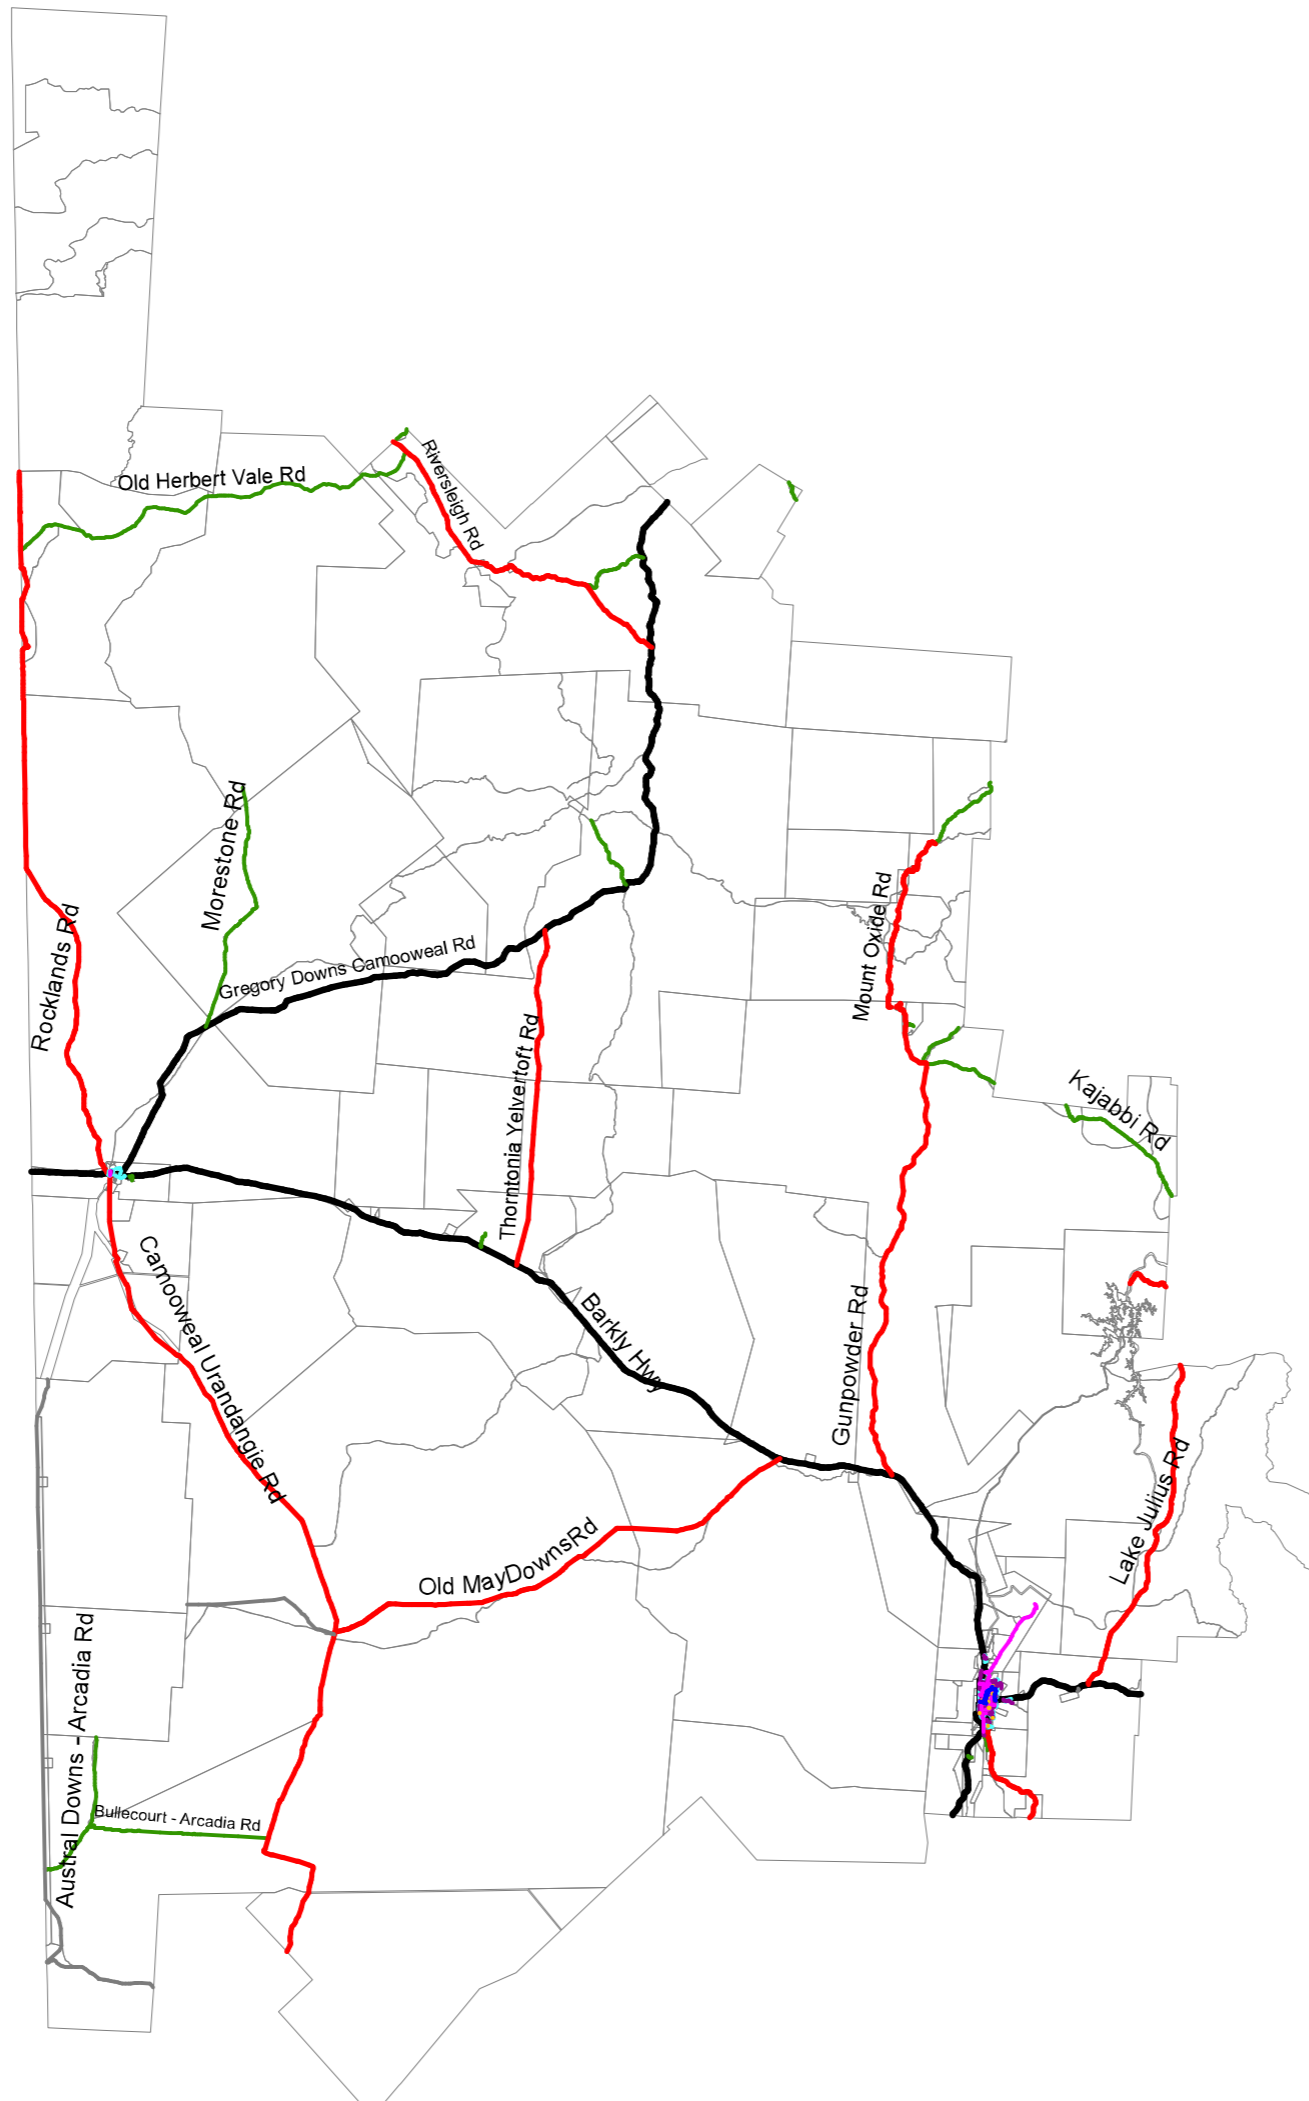 Old Herbert Vale Rd
Riversleigh Rd
Morestone Rd
Rocklands Rd
Gregory Downs Camooweal Rd
Mount Oxide Rd
Thorntonia Yelvertoft Rd
Kajabbi Rd
Camooweal Urandangie Rd
Barkly Hwy
Gunpowder Rd
Lake Julius Rd
Old MayDownsRd
Austral Downs - Arcadia Rd
Bullecourt - Arcadia Rd